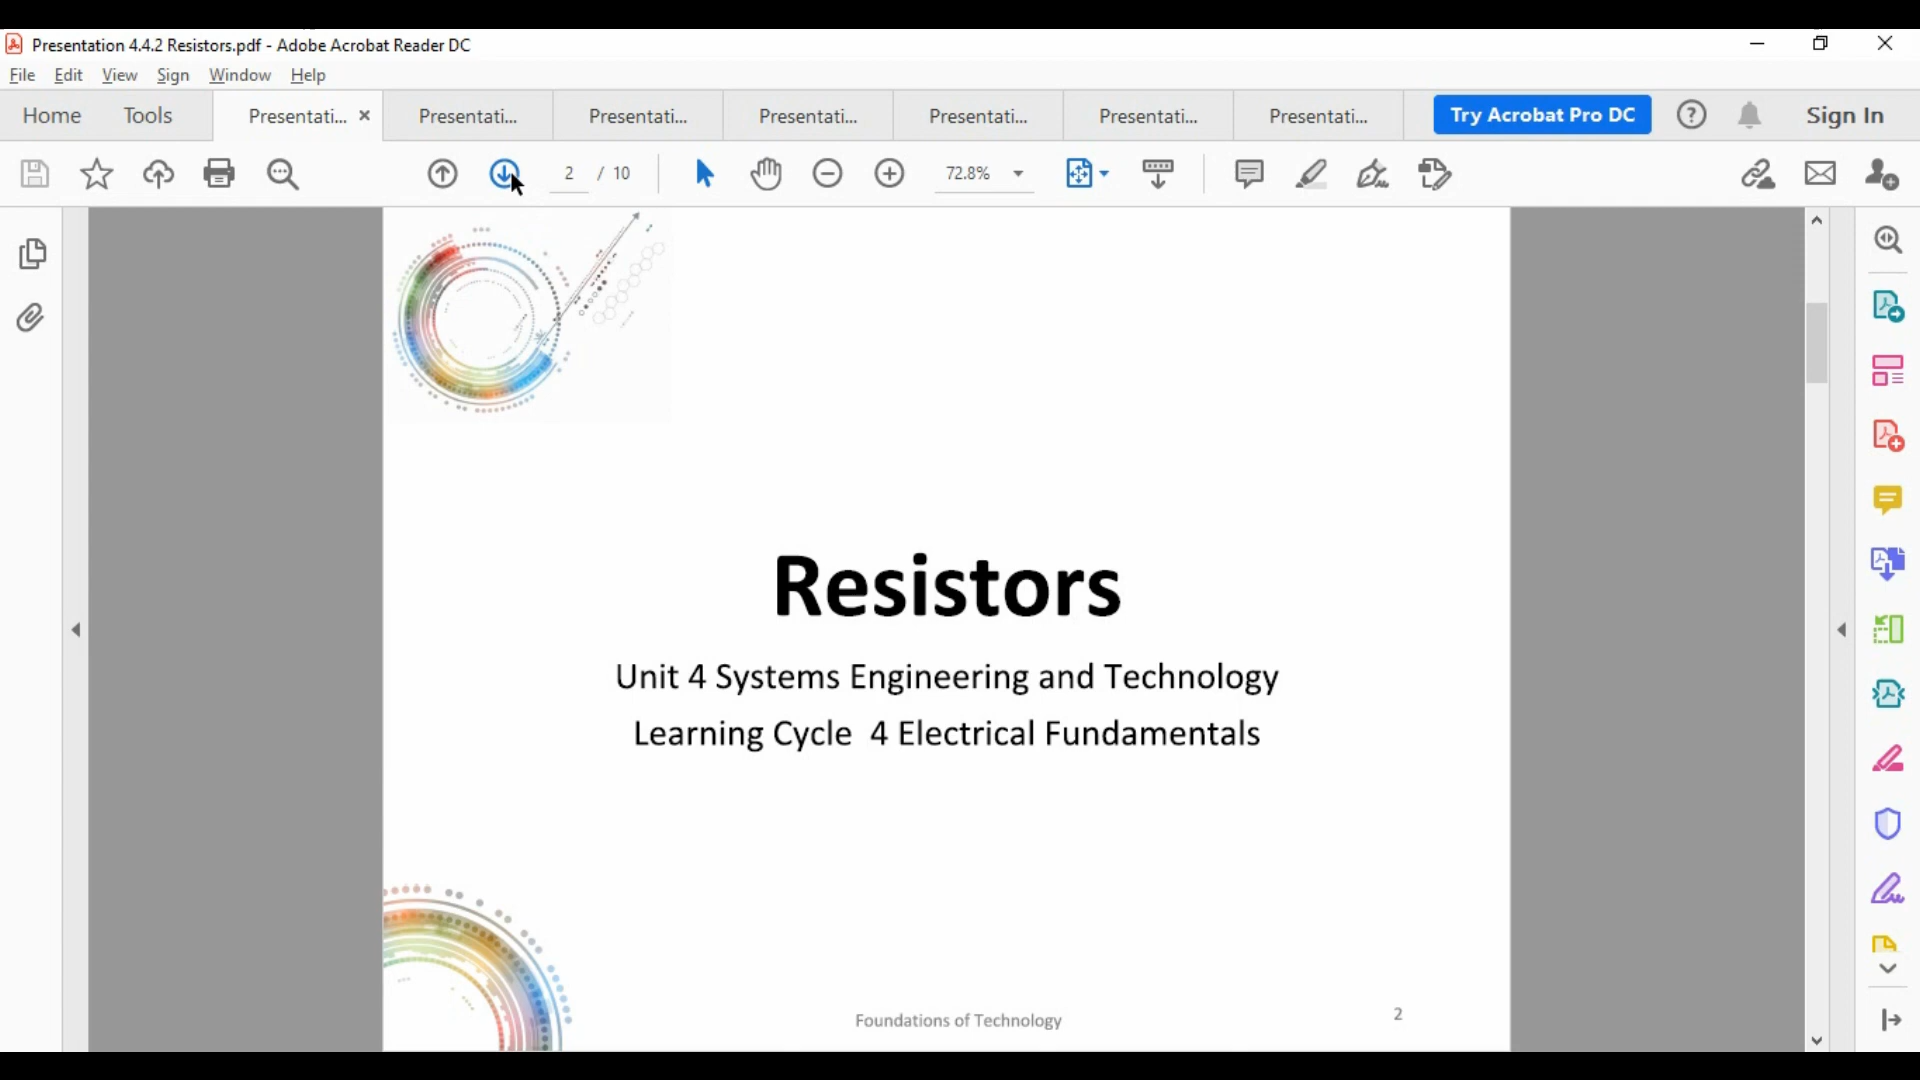 Presentation 4.4.2 Resistors.pdf - Adobe Acrobat Reader DC
File Edit View Sign Window Help
Home Tools Presentati... Presentati... Presentati... Presentati... Presentati... Presentati... Presentati... Try Acrobat Pro DC Sign In
2 / 10 72.8%
Resistors
Unit 4 Systems Engineering and Technology
Learning Cycle 4 Electrical Fundamentals
Foundations of Technology 2